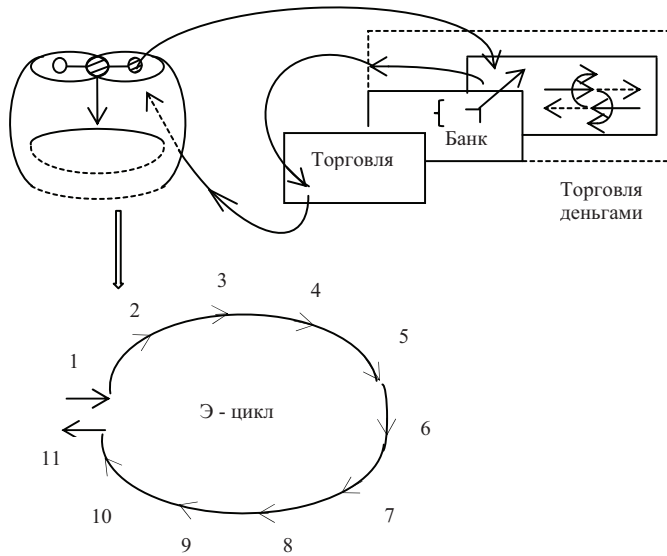 Торговля
Банк
Торговля
деньгами
1
2
3
4
5
6
7
8
9
10
11
Э - цикл